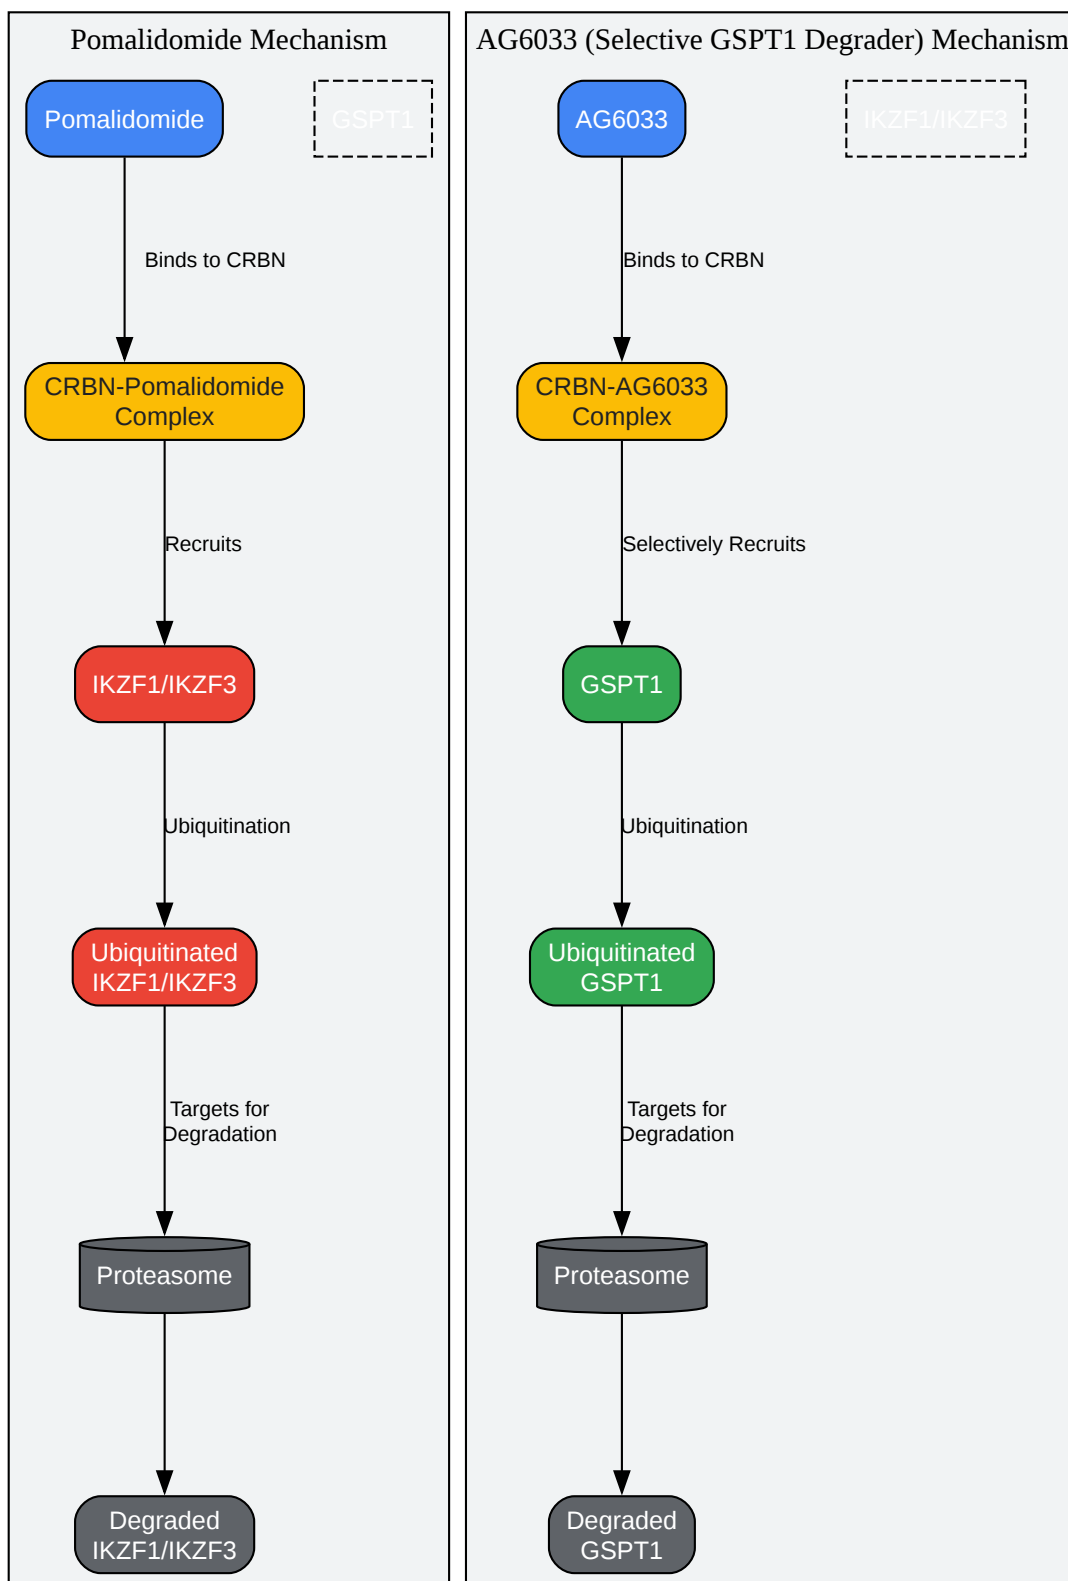 Pomalidomide Mechanism
Pomalidomide
GSPT1
Binds to CRBN
CRBN-Pomalidomide
Complex
Recruits
IKZF1/IKZF3
Ubiquitination
Ubiquitinated
IKZF1/IKZF3
Targets for
Degradation
Proteasome
Degraded
IKZF1/IKZF3
AG6033 (Selective GSPT1 Degrader) Mechanism
AG6033
IKZF1/IKZF3
Binds to CRBN
CRBN-AG6033
Complex
Selectively Recruits
GSPT1
Ubiquitination
Ubiquitinated
GSPT1
Targets for
Degradation
Proteasome
Degraded
GSPT1